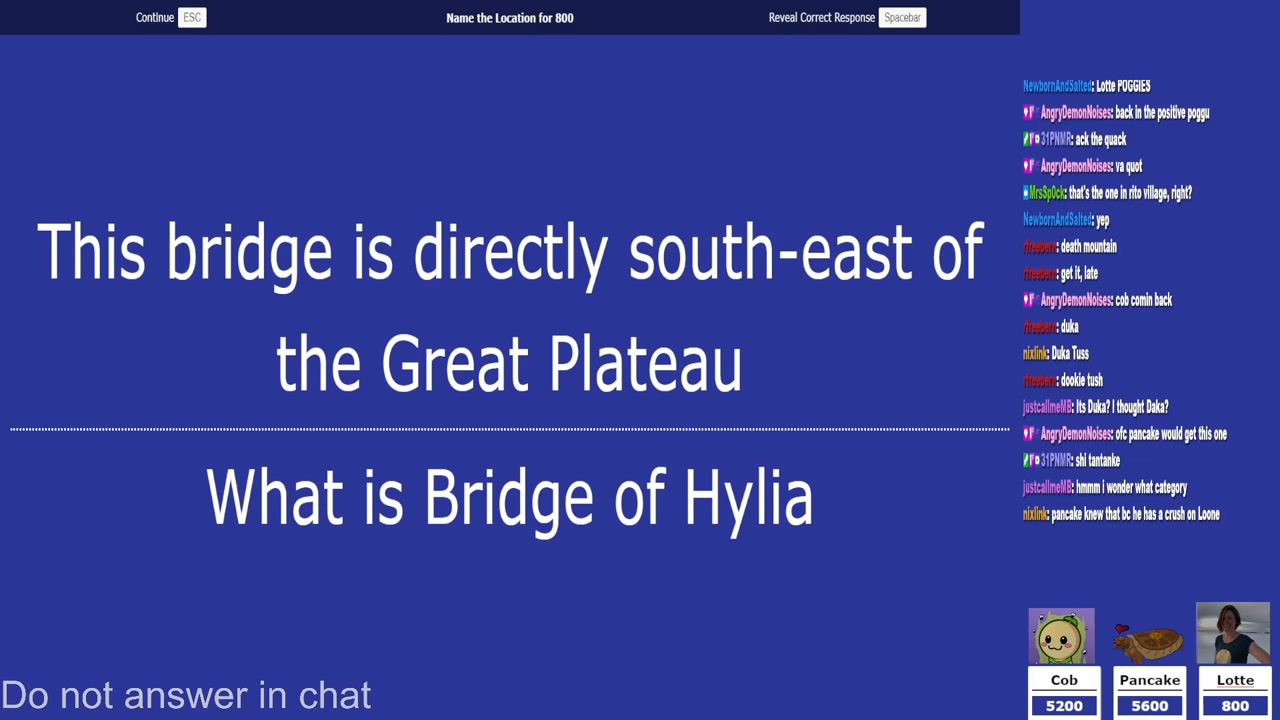 Continue ESC
Name the Location for 800
Reveal Correct Response Spacebar
This bridge is directly south-east of
the Great Plateau
What is Bridge of Hylia
Do not answer in chat
NewbornAndSalted: Lotte POGGIES
AngryDemonNoises: back in the positive poggu
31PNMR: ack the quack
AngryDemonNoises: va quot
MrsSp0ck: that's the one in rito village, right?
NewbornAndSalted: yep
rfreebern: death mountain
rfreebern: get it, late
AngryDemonNoises: cob comin back
rfreebern: duka
nixlink: Duka Tuss
rfreebern: dookie tush
justcallmeMB: Its Duka? I thought Daka?
AngryDemonNoises: ofc pancake would get this one
31PNMR: shi tantanke
justcallmeMB: hmmm i wonder what category
nixlink: pancake knew that bc he has a crush on Loone
Cob Pancake Lotte
5200 5600 800